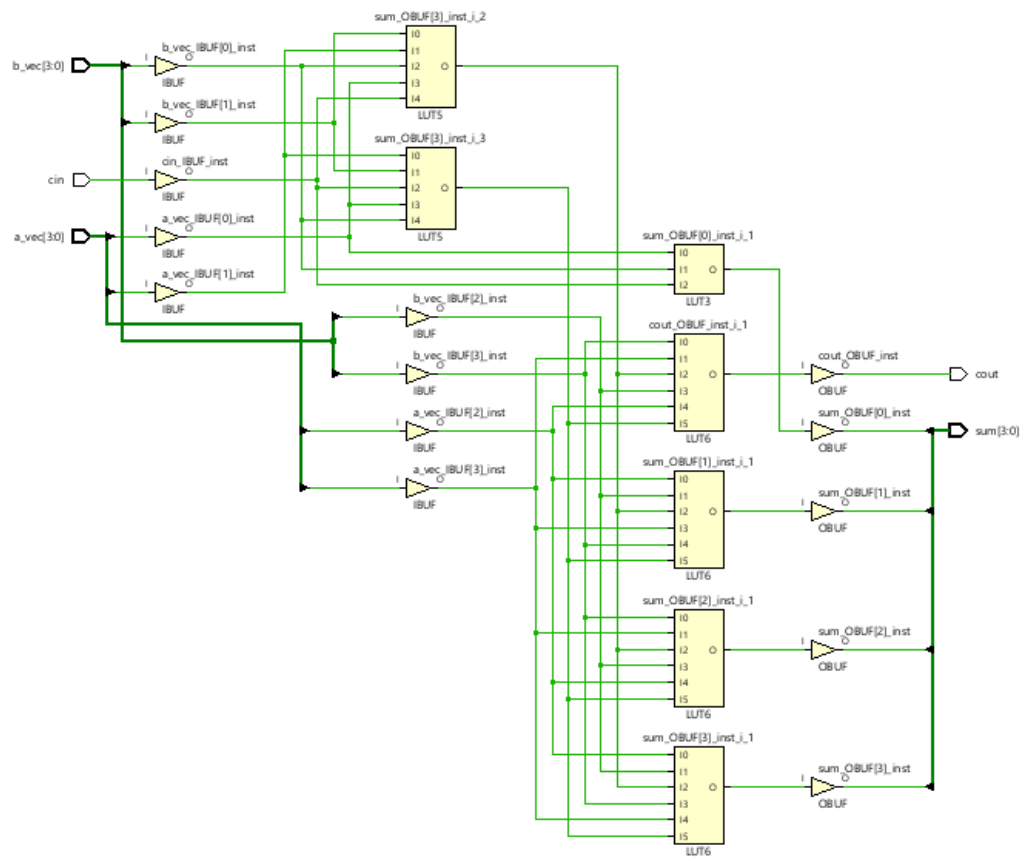 sum_OBUF[3]_inst_i_2
I0
I1
I2
I3
I4
O
LUT5
b_vec[3:0]
I
b_vec_IBUF[0]_inst
O
IBUF
I
b_vec_IBUF[1]_inst
O
IBUF
sum_OBUF[3]_inst_i_3
I0
I1
I2
I3
I4
O
LUT5
cin
I
cin_IBUF_inst
O
IBUF
a_vec[3:0]
I
a_vec_IBUF[0]_inst
O
IBUF
I
a_vec_IBUF[1]_inst
O
IBUF
sum_OBUF[0]_inst_i_1
I0
I1
I2
O
LUT3
I
b_vec_IBUF[2]_inst
O
IBUF
I
b_vec_IBUF[3]_inst
O
IBUF
I
a_vec_IBUF[2]_inst
O
IBUF
I
a_vec_IBUF[3]_inst
O
IBUF
cout_OBUF_inst_i_1
I0
I1
I2
I3
I4
I5
O
LUT6
I
cout_OBUF_inst
O
OBUF
cout
I
sum_OBUF[0]_inst
O
OBUF
sum[3:0]
sum_OBUF[1]_inst_i_1
I0
I1
I2
I3
I4
I5
O
LUT6
I
sum_OBUF[1]_inst
O
OBUF
sum_OBUF[2]_inst_i_1
I0
I1
I2
I3
I4
I5
O
LUT6
I
sum_OBUF[2]_inst
O
OBUF
sum_OBUF[3]_inst_i_1
I0
I1
I2
I3
I4
I5
O
LUT6
I
sum_OBUF[3]_inst
O
OBUF